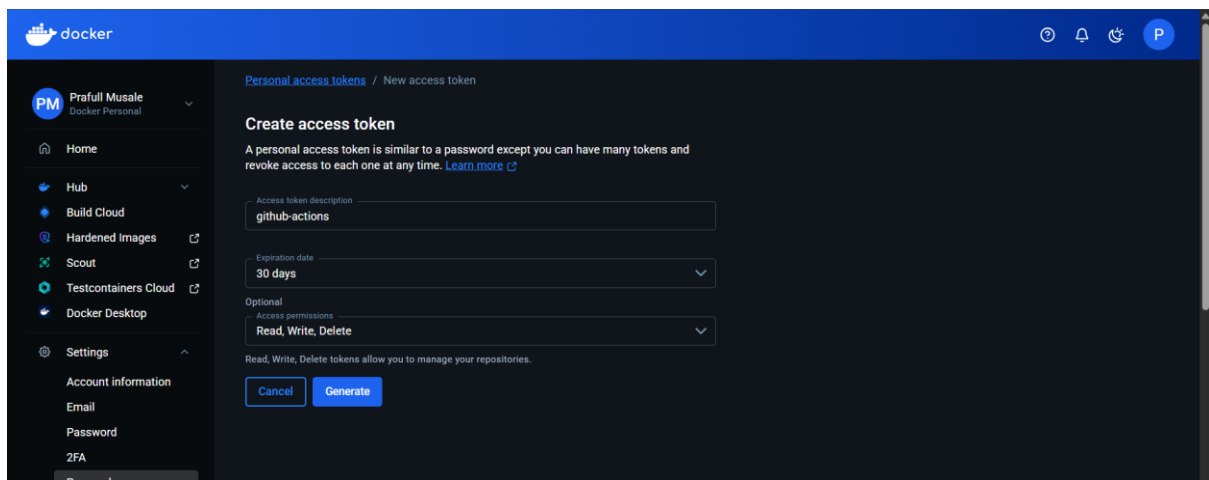 docker
P
PM
Prafull Musale
Docker Personal
Home
Hub
Build Cloud
Hardened Images
Scout
Testcontainers Cloud
Docker Desktop
Settings
Account information
Email
Password
2FA
Personal access tokens / New access token
Create access token
A personal access token is similar to a password except you can have many tokens and
revoke access to each one at any time. Learn more
Access token description
github-actions
Expiration date
30 days
Optional
Access permissions
Read, Write, Delete
Read, Write, Delete tokens allow you to manage your repositories.
Cancel
Generate